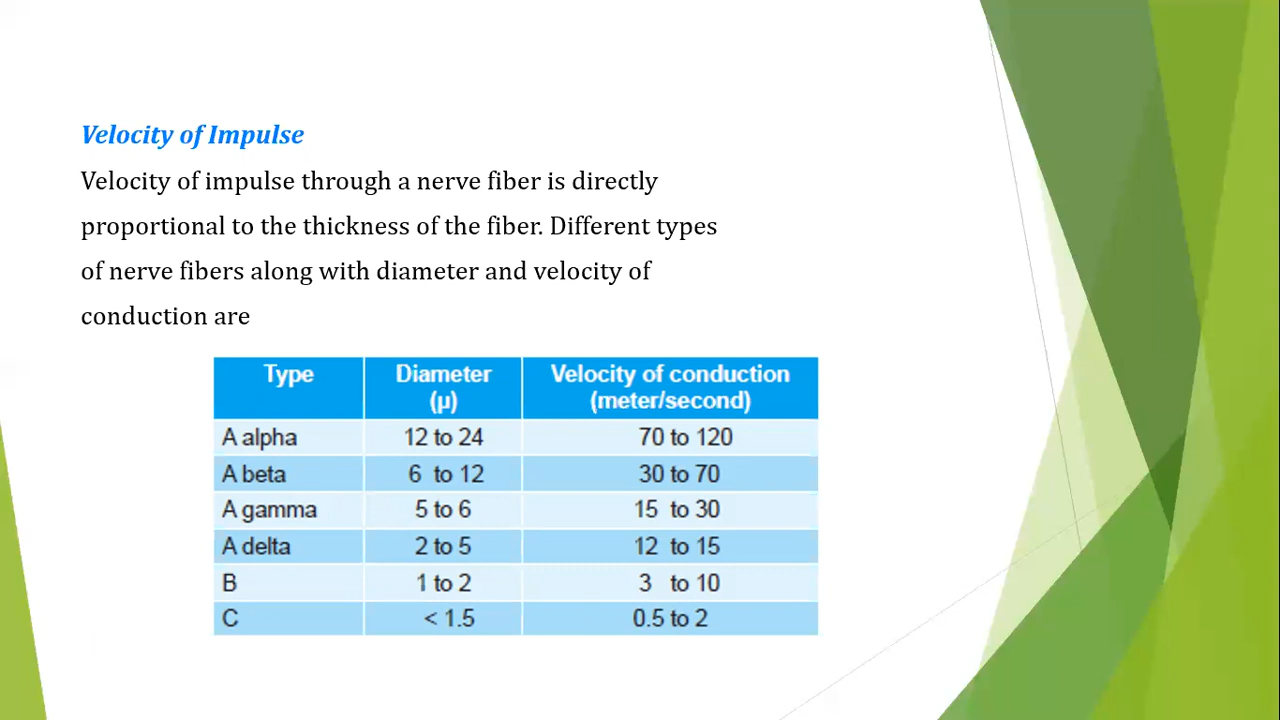 Velocity of Impulse
Velocity of impulse through a nerve fiber is directly
proportional to the thickness of the fiber. Different types
of nerve fibers along with diameter and velocity of
conduction are
Type Diameter (µ) Velocity of conduction (meter/second)
A alpha 12 to 24 70 to 120
A beta 6 to 12 30 to 70
A gamma 5 to 6 15 to 30
A delta 2 to 5 12 to 15
B 1 to 2 3 to 10
C < 1.5 0.5 to 2